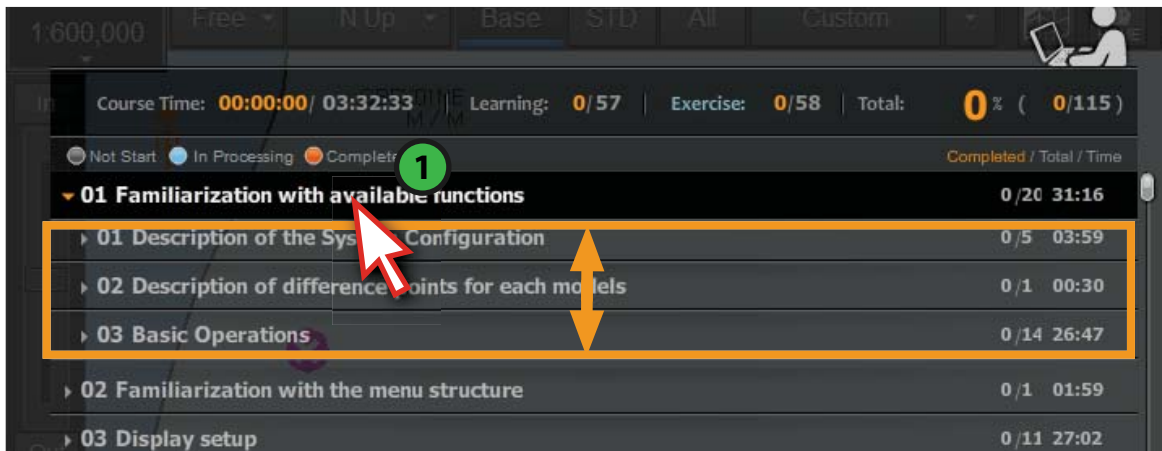 1:600,000 Free N Up Base STD All Custom
Course Time: 00:00:00/ 03:32:33 Learning: 0/57 | Exercise: 0/58 | Total: 0 % ( 0/115 )
Not Start In Processing Complete Completed / Total / Time
1
01 Familiarization with available functions 0 /20 31:16
01 Description of the System Configuration 0 /5 03:59
02 Description of difference points for each models 0 /1 00:30
03 Basic Operations 0 /14 26:47
02 Familiarization with the menu structure 0 /1 01:59
03 Display setup 0 /11 27:02